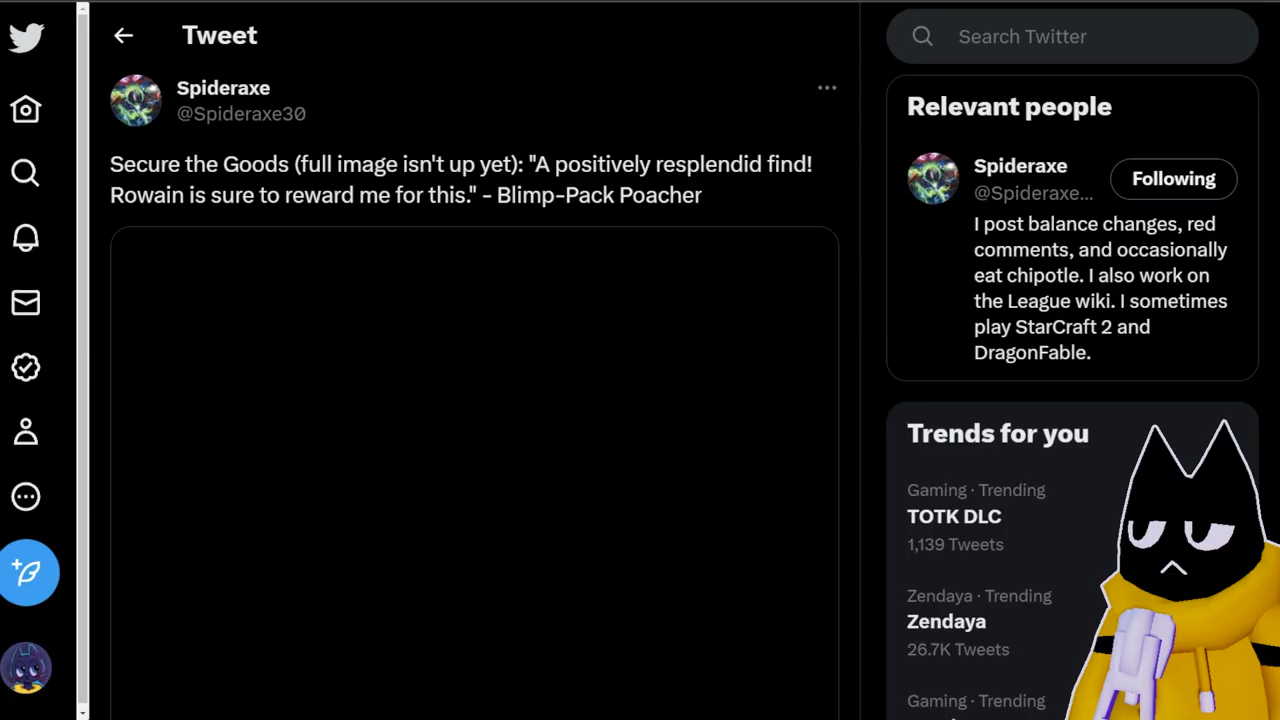 Tweet
Spideraxe
@Spideraxe30
Secure the Goods (full image isn't up yet): "A positively resplendid find!
Rowain is sure to reward me for this." - Blimp-Pack Poacher
Search Twitter
Relevant people
Spideraxe
@Spideraxe...
Following
I post balance changes, red
comments, and occasionally
eat chipotle. I also work on
the League wiki. I sometimes
play StarCraft 2 and
DragonFable.
Trends for you
Gaming · Trending
TOTK DLC
1,139 Tweets
Zendaya · Trending
Zendaya
26.7K Tweets
Gaming · Trending